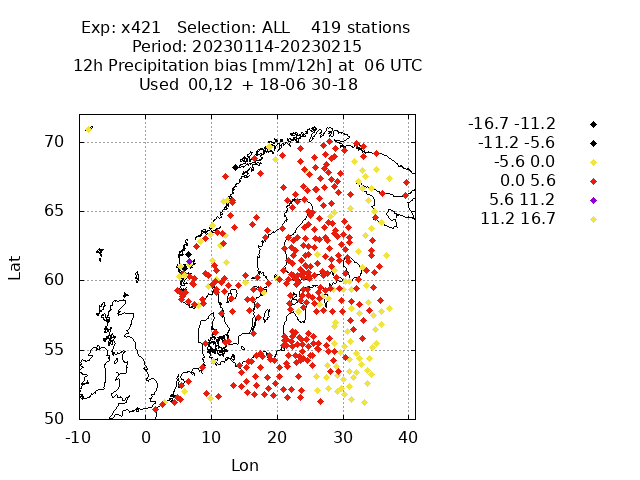 Exp: x421 Selection: ALL 419 stations
Period: 20230114-20230215
12h Precipitation bias [mm/12h] at 06 UTC
Used 00,12 + 18-06 30-18
-16.7 -11.2
-11.2 -5.6
-5.6 0.0
0.0 5.6
5.6 11.2
11.2 16.7
70
65
60
55
50
Lat
-10 0 10 20 30 40
Lon